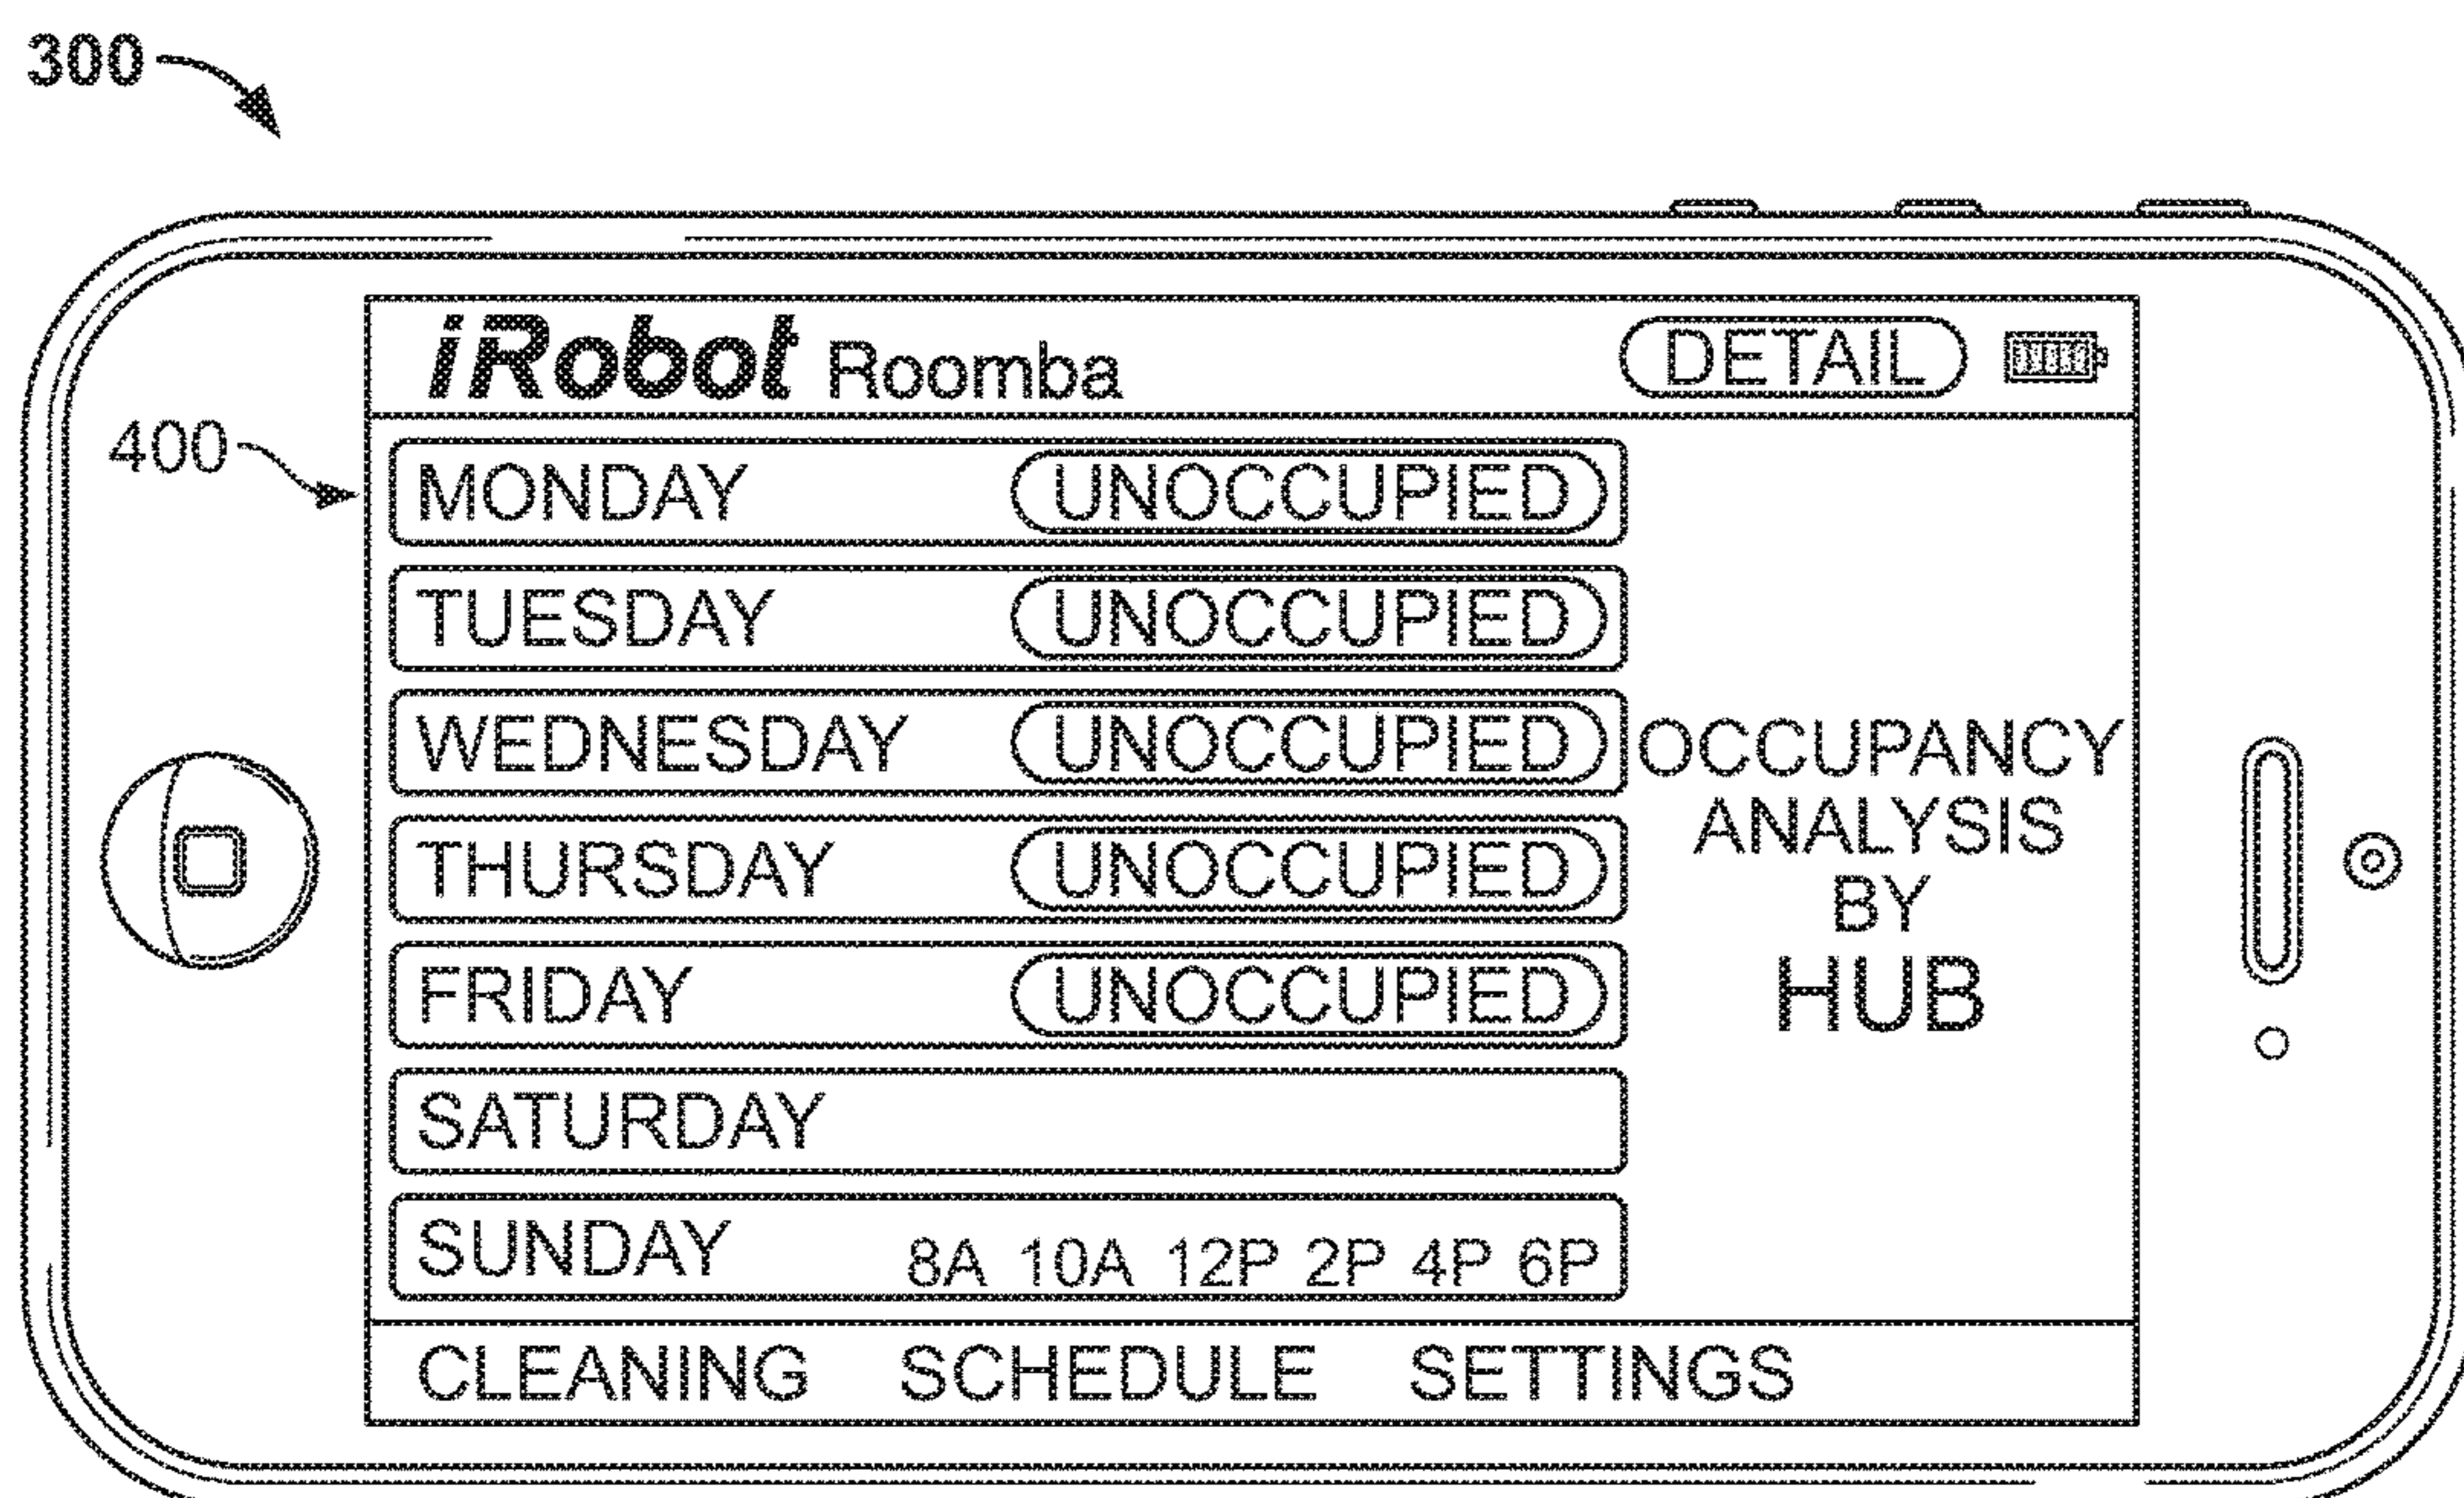 300
iRobot Roomba DETAIL
400
MONDAY UNOCCUPIED
TUESDAY UNOCCUPIED
WEDNESDAY UNOCCUPIED
THURSDAY UNOCCUPIED
FRIDAY UNOCCUPIED
SATURDAY
SUNDAY 8A 10A 12P 2P 4P 6P
OCCUPANCY
ANALYSIS
BY
HUB
CLEANING SCHEDULE SETTINGS